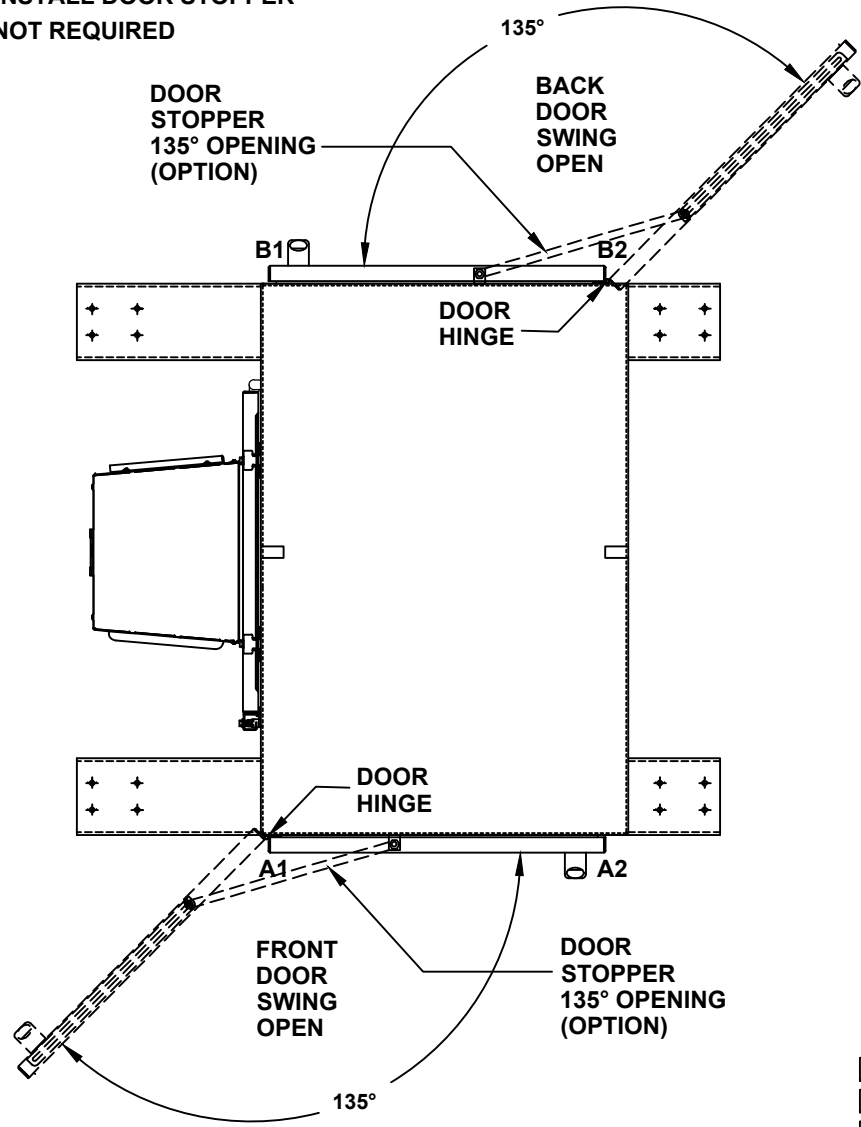 NOT REQUIRED
135°
DOOR
STOPPER
135° OPENING
(OPTION)
BACK
DOOR
SWING
OPEN
B1
B2
DOOR
HINGE
DOOR
HINGE
A1
A2
FRONT
DOOR
SWING
OPEN
DOOR
STOPPER
135° OPENING
(OPTION)
135°